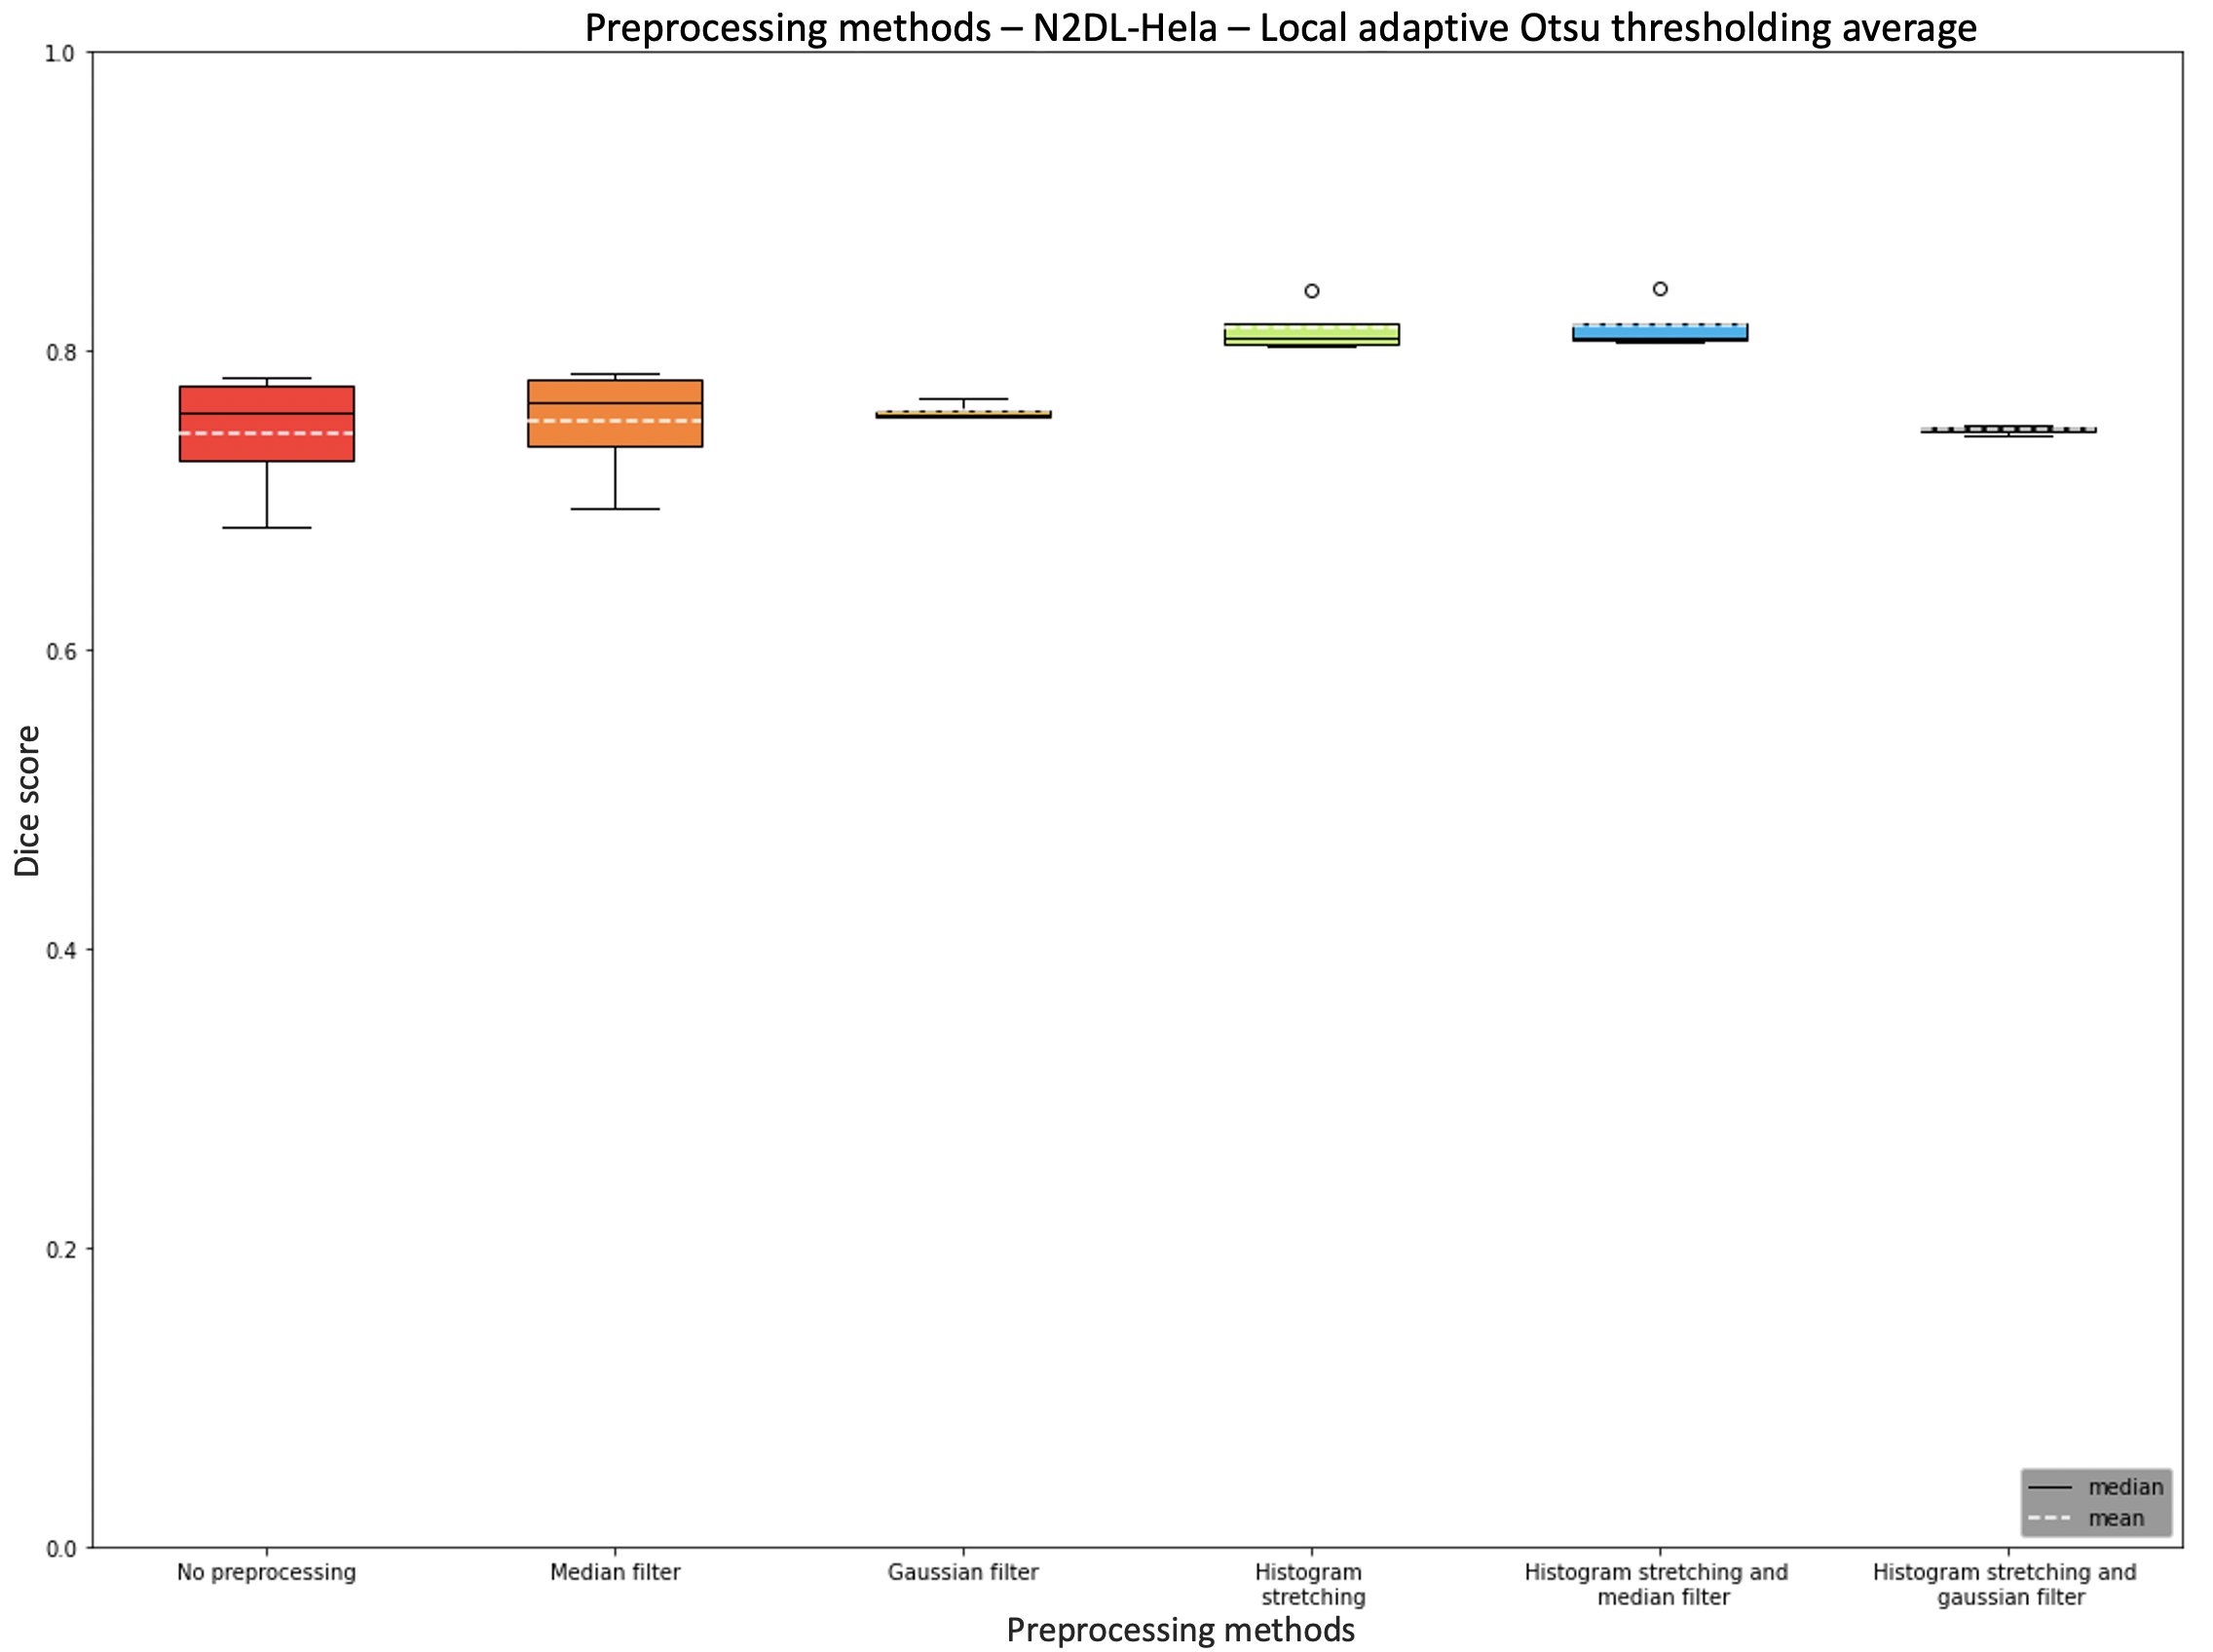 Preprocessing methods – N2DL-Hela – Local adaptive Otsu thresholding average
1.0
0.8
0.6
0.4
0.2
0.0
Dice score
median
mean
No preprocessing
Median filter
Gaussian filter
Histogram
stretching
Histogram stretching and
median filter
Histogram stretching and
gaussian filter
Preprocessing methods